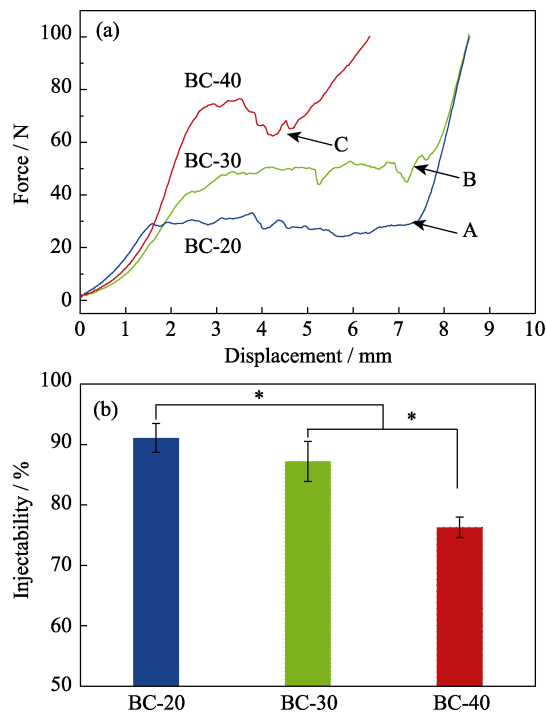 (a)
100
80
60
40
20
0
Force / N
BC-40
BC-30
BC-20
C
B
A
0 1 2 3 4 5 6 7 8 9 10
Displacement / mm
(b)
100
90
80
70
60
50
Injectability / %
*
*
BC-20 BC-30 BC-40